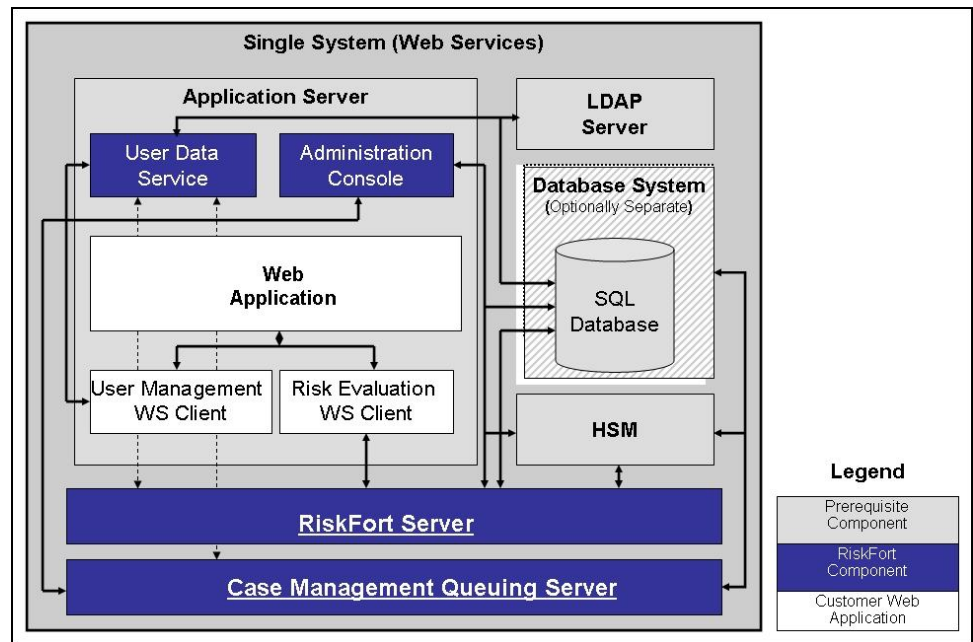 Single System (Web Services)
Application Server
User Data
Service
Administration
Console
LDAP
Server
Database System
(Optionally Separate)
SQL
Database
Web
Application
User Management
WS Client
Risk Evaluation
WS Client
HSM
RiskFort Server
Case Management Queuing Server
Legend
Prerequisite
Component
RiskFort
Component
Customer Web
Application